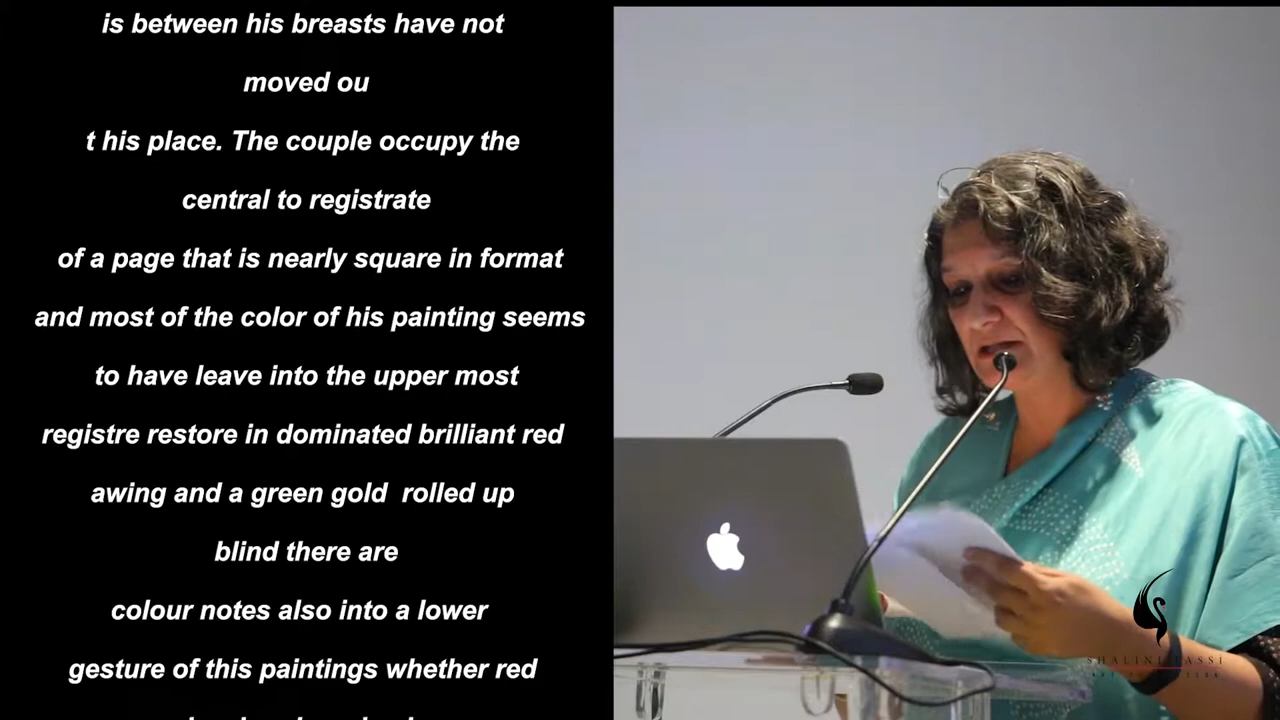 is between his breasts have not
moved ou
t his place. The couple occupy the
central to registrate
of a page that is nearly square in format
and most of the color of his painting seems
to have leave into the upper most
registre restore in dominated brilliant red
awing and a green gold rolled up
blind there are
colour notes also into a lower
gesture of this paintings whether red
SHALINI PASSI